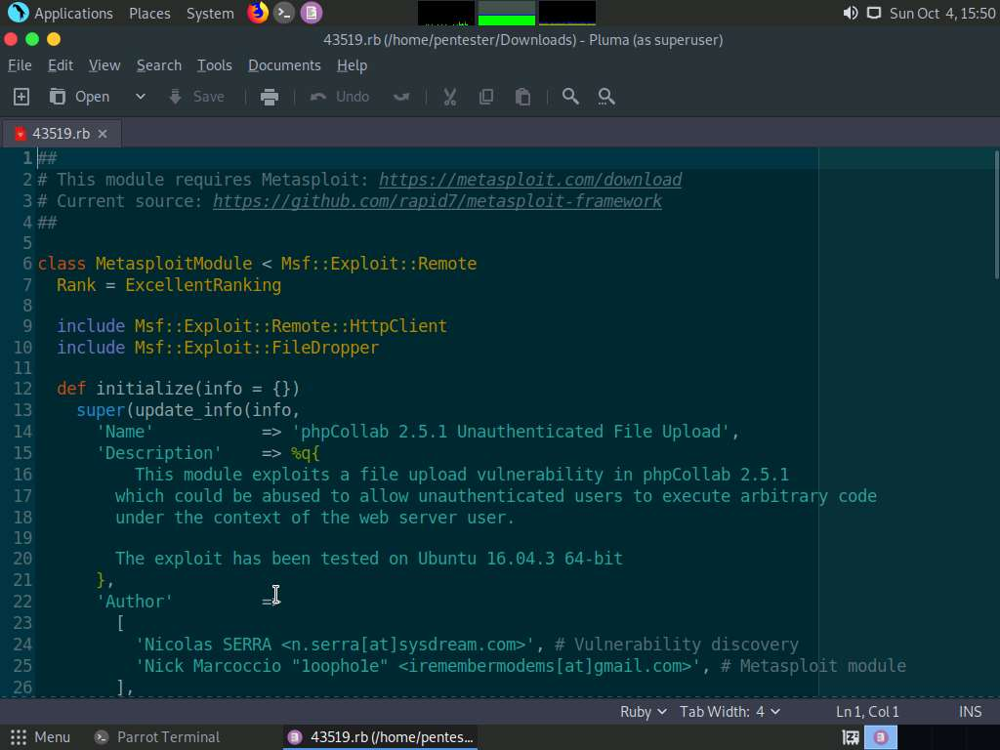 Applications Places System Sun Oct 4, 15:50
43519.rb (/home/pentester/Downloads) - Pluma (as superuser)
File Edit View Search Tools Documents Help
Open Save Undo
43519.rb
1 ##
2 # This module requires Metasploit: https://metasploit.com/download
3 # Current source: https://github.com/rapid7/metasploit-framework
4 ##
5
6 class MetasploitModule < Msf::Exploit::Remote
7 Rank = ExcellentRanking
8
9 include Msf::Exploit::Remote::HttpClient
10 include Msf::Exploit::FileDropper
11
12 def initialize(info = {})
13 super(update_info(info,
14 'Name' => 'phpCollab 2.5.1 Unauthenticated File Upload',
15 'Description' => %q{
16 This module exploits a file upload vulnerability in phpCollab 2.5.1
17 which could be abused to allow unauthenticated users to execute arbitrary code
18 under the context of the web server user.
19
20 The exploit has been tested on Ubuntu 16.04.3 64-bit
21 },
22 'Author' =>
23 [
24 'Nicolas SERRA <n.serra[at]sysdream.com>', # Vulnerability discovery
25 'Nick Marcoccio "1oopho1e" <iremembermodems[at]gmail.com>', # Metasploit module
26 ],
Ruby Tab Width: 4 Ln 1, Col 1 INS
Menu Parrot Terminal 43519.rb (/home/pentes...